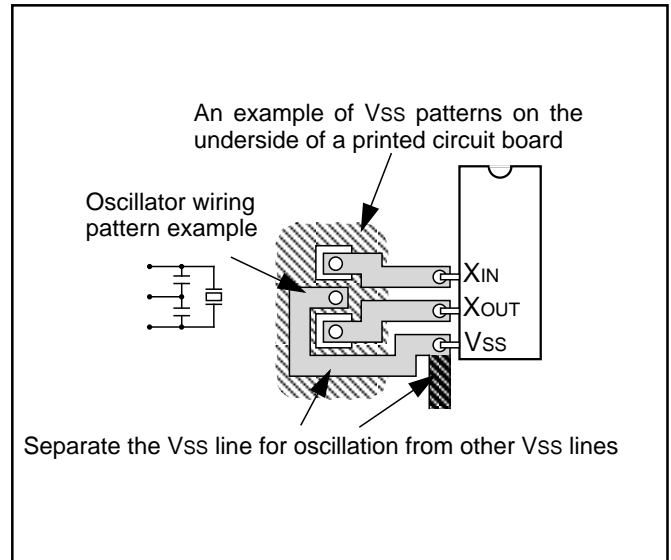 An example of VSS patterns on the
underside of a printed circuit board
Oscillator wiring
pattern example
XIN
XOUT
VSS
Separate the VSS line for oscillation from other VSS lines